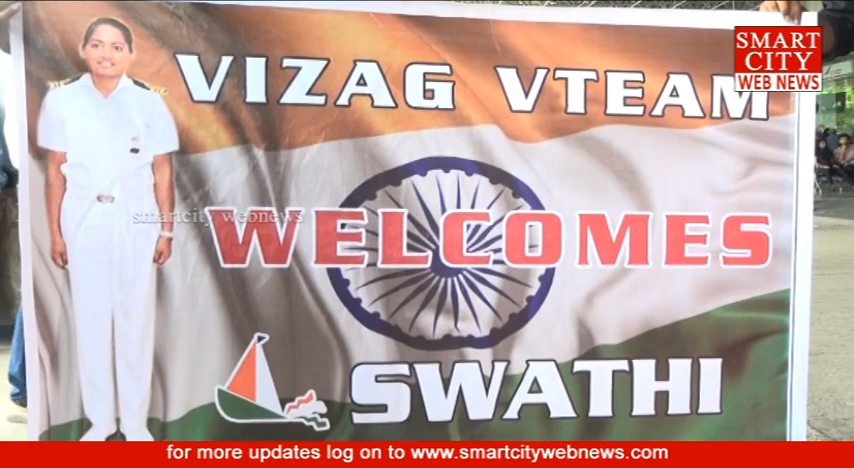 VIZAG VTEAM
SMART
CITY
WEB NEWS
smartcity webnews
WELCOMES
SWATHI
for more updates log on to www.smartcitywebnews.com